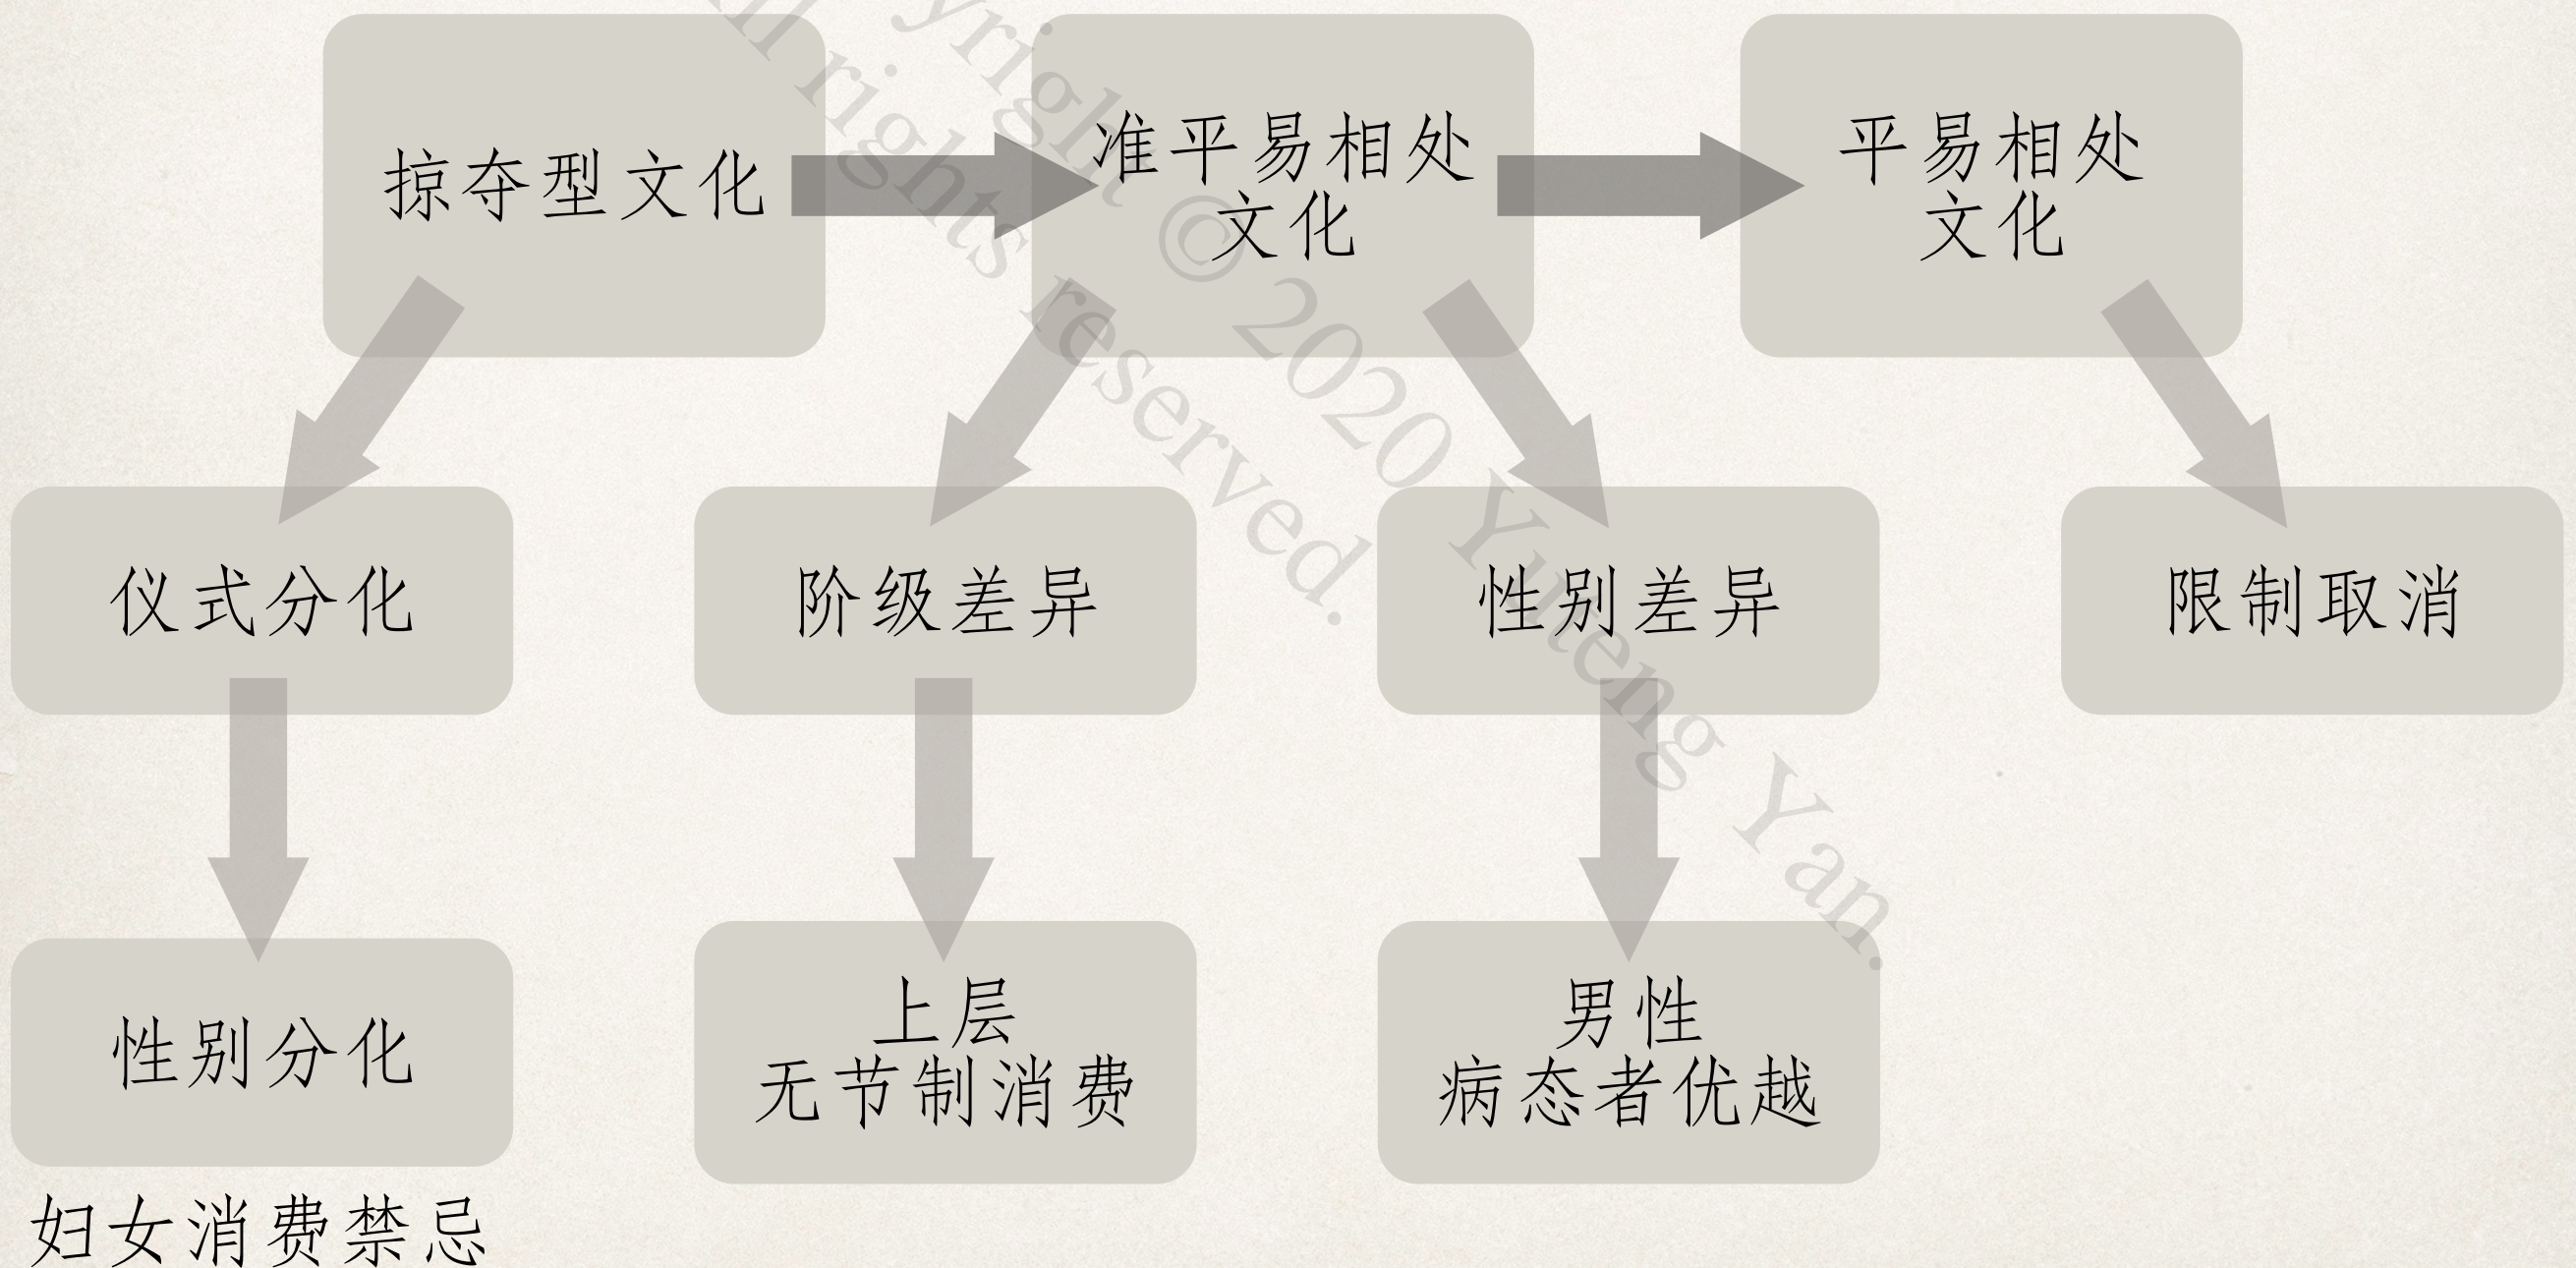 掠夺型文化
准平易相处
文化
平易相处
文化
仪式分化
阶级差异
性别差异
限制取消
性别分化
上层
无节制消费
男性
病态者优越
妇女消费禁忌
yright © 2020 Yuteng Yan.
ll rights reserved.